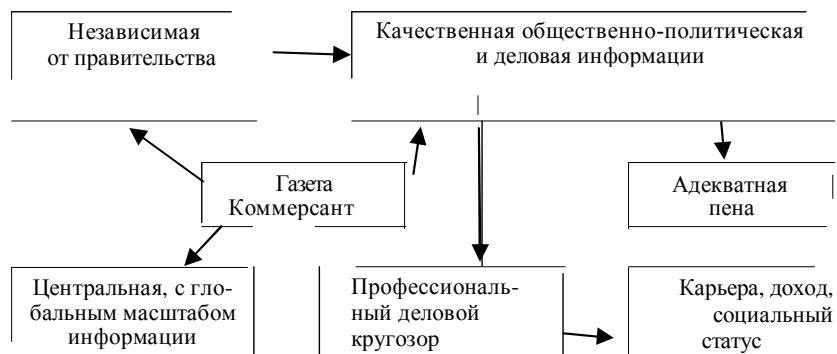 Независимая
от правительства
Качественная общественно-политическая
и деловая информации
Газета
Коммерсант
Адекватная
пена
Центральная, с гло-
бальным масштабом
информации
Профессиональ-
ный деловой
кругозор
Карьера, доход,
социальный
статус